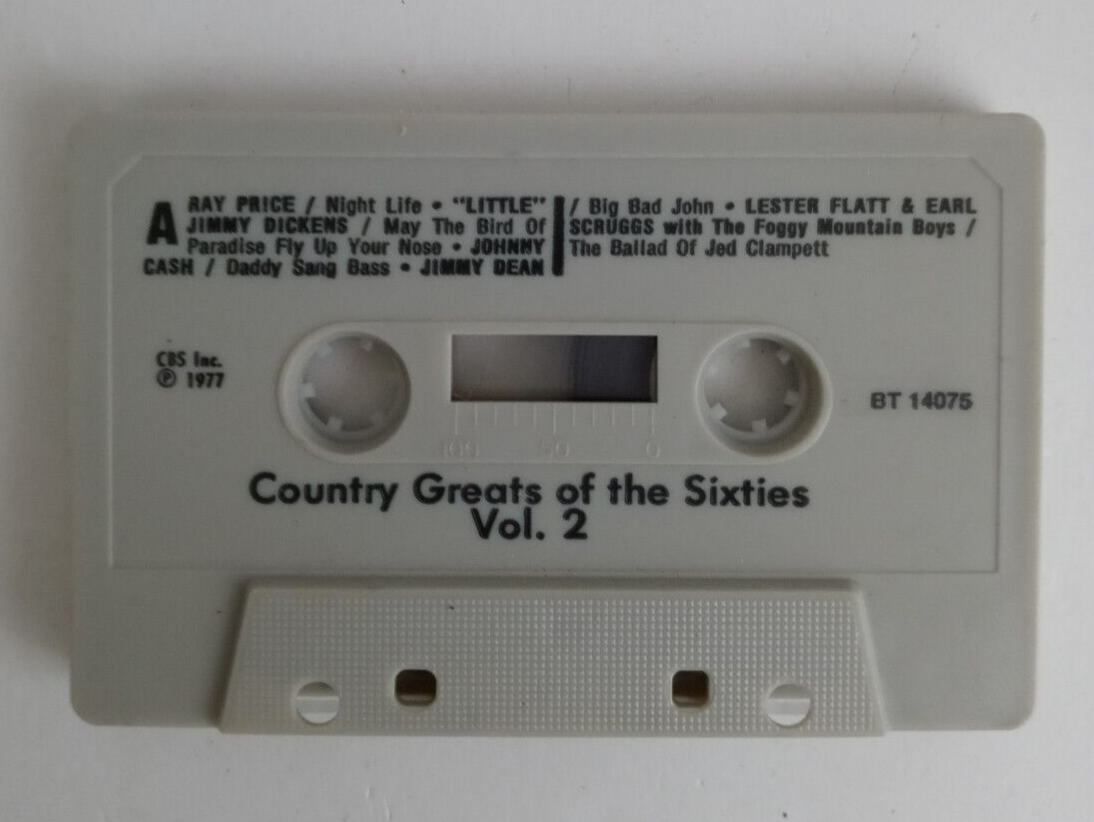 A RAY PRICE / Night Life • "LITTLE"
JIMMY DICKENS / May The Bird Of
Paradise Fly Up Your Nose • JOHNNY
CASH / Daddy Sang Bass • JIMMY DEAN
/ Big Bad John • LESTER FLATT & EARL
SCRUGGS with The Foggy Mountain Boys /
The Ballad Of Jed Clampett
CBS Inc.
℗ 1977
BT 14075
100 50 0
Country Greats of the Sixties
Vol. 2